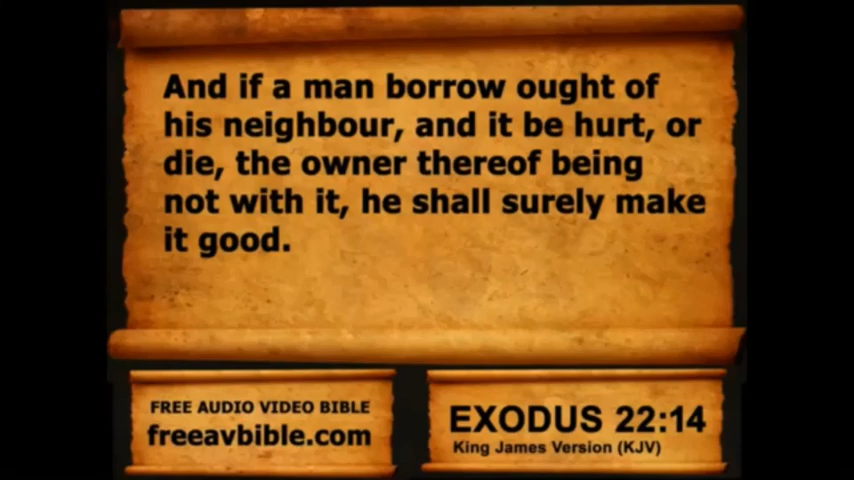 And if a man borrow ought of
his neighbour, and it be hurt, or
die, the owner thereof being
not with it, he shall surely make
it good.
FREE AUDIO VIDEO BIBLE
freeavbible.com
EXODUS 22:14
King James Version (KJV)